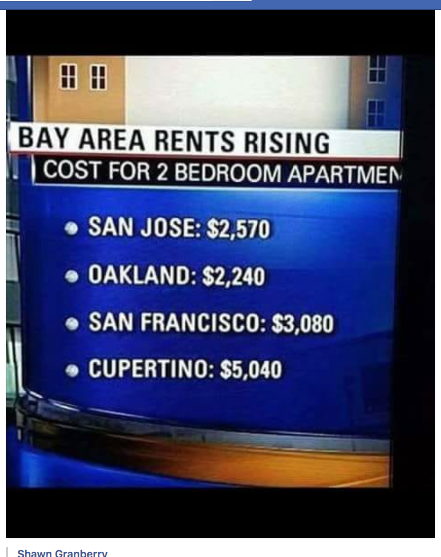 BAY AREA RENTS RISING
COST FOR 2 BEDROOM APARTMEN
SAN JOSE: $2,570
OAKLAND: $2,240
SAN FRANCISCO: $3,080
CUPERTINO: $5,040
Shawn Granberry